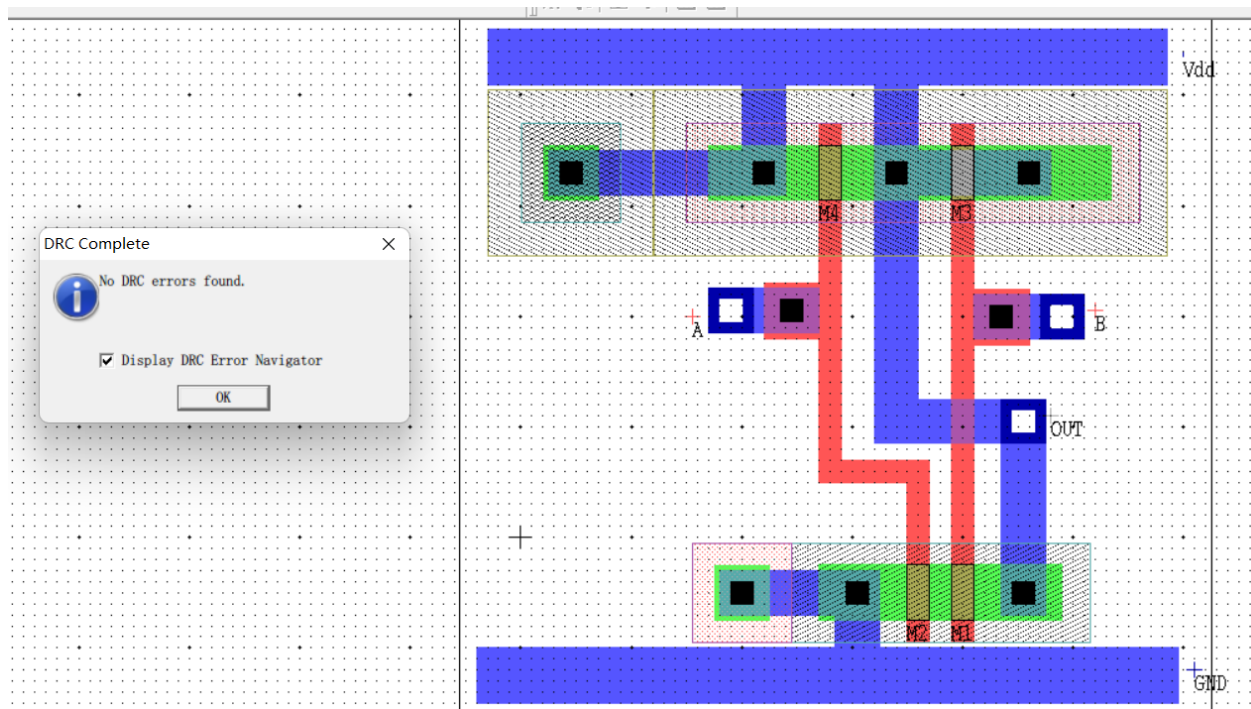 Vdd
M4
M3
DRC Complete
No DRC errors found.
Display DRC Error Navigator
OK
A
B
OUT
M2
M1
GND